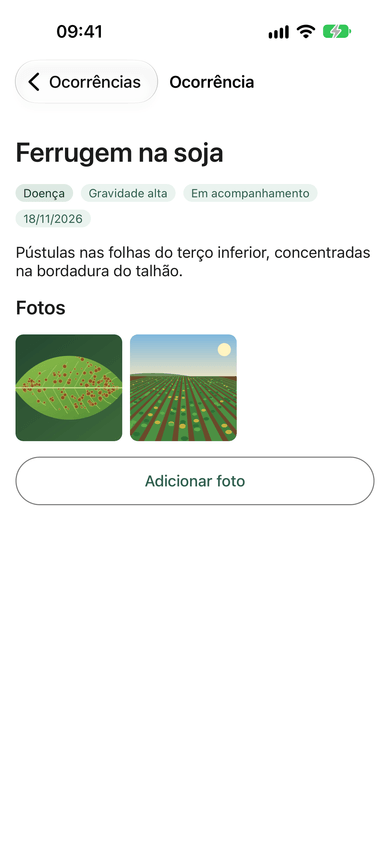 09:41
Ocorrências
Ocorrência
Ferrugem na soja
Doença
Gravidade alta
Em acompanhamento
18/11/2026
Pústulas nas folhas do terço inferior, concentradas
na bordadura do talhão.
Fotos
Adicionar foto